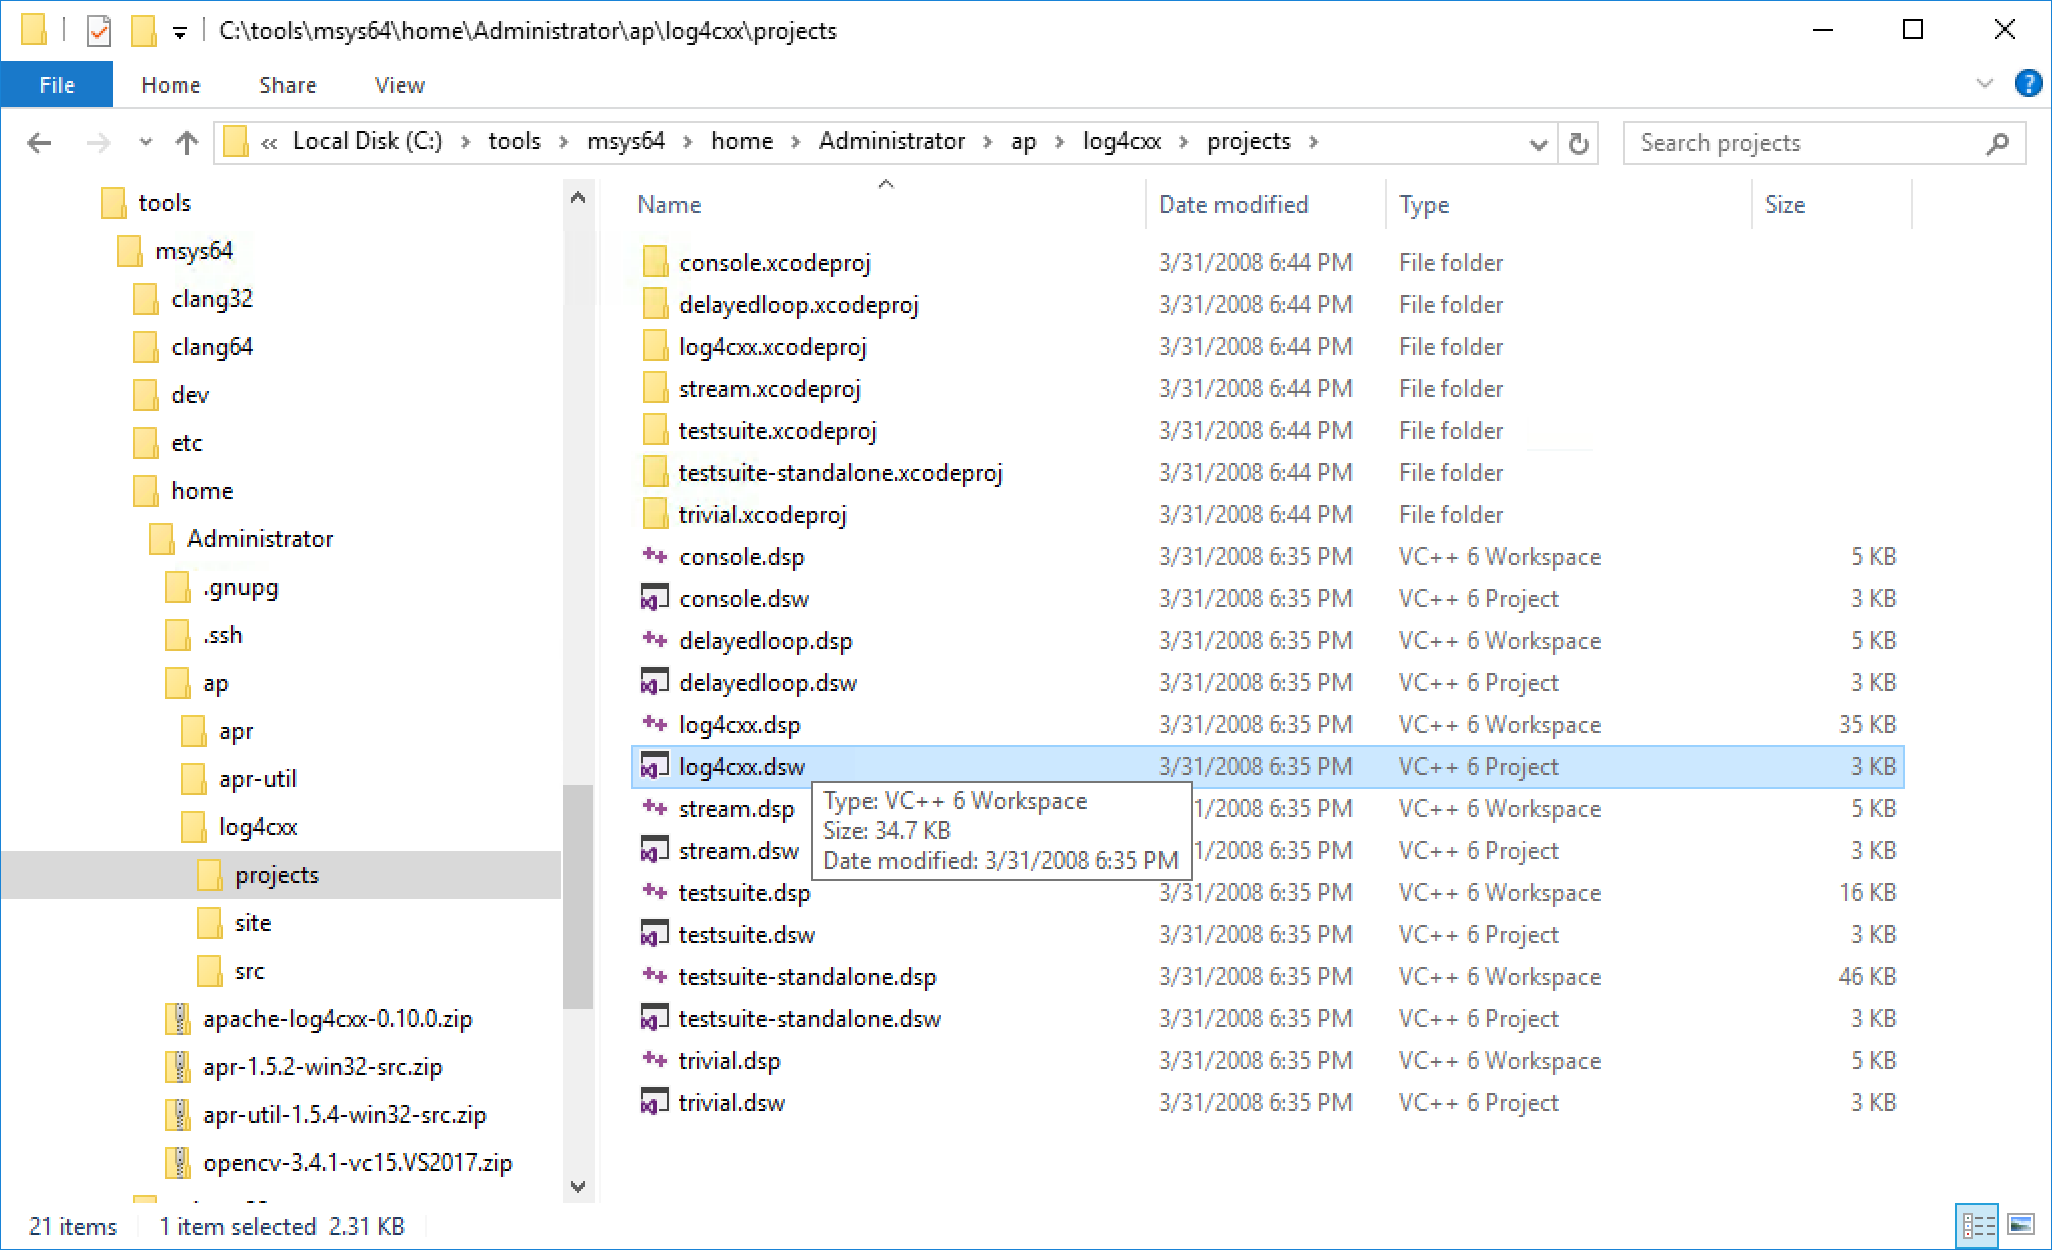 C:\tools\msys64\home\Administrator\ap\log4cxx\projects
File Home Share View ?
« Local Disk (C:) > tools > msys64 > home > Administrator > ap > log4cxx > projects > Search projects
tools
msys64
clang32
clang64
dev
etc
home
Administrator
.gnupg
.ssh
ap
apr
apr-util
log4cxx
projects
site
src
apache-log4cxx-0.10.0.zip
apr-1.5.2-win32-src.zip
apr-util-1.5.4-win32-src.zip
opencv-3.4.1-vc15.VS2017.zip
Name Date modified Type Size
console.xcodeproj 3/31/2008 6:44 PM File folder
delayedloop.xcodeproj 3/31/2008 6:44 PM File folder
log4cxx.xcodeproj 3/31/2008 6:44 PM File folder
stream.xcodeproj 3/31/2008 6:44 PM File folder
testsuite.xcodeproj 3/31/2008 6:44 PM File folder
testsuite-standalone.xcodeproj 3/31/2008 6:44 PM File folder
trivial.xcodeproj 3/31/2008 6:44 PM File folder
console.dsp 3/31/2008 6:35 PM VC++ 6 Workspace 5 KB
console.dsw 3/31/2008 6:35 PM VC++ 6 Project 3 KB
delayedloop.dsp 3/31/2008 6:35 PM VC++ 6 Workspace 5 KB
delayedloop.dsw 3/31/2008 6:35 PM VC++ 6 Project 3 KB
log4cxx.dsp 3/31/2008 6:35 PM VC++ 6 Workspace 35 KB
log4cxx.dsw 3/31/2008 6:35 PM VC++ 6 Project 3 KB
stream.dsp 1/2008 6:35 PM VC++ 6 Workspace 5 KB
stream.dsw 1/2008 6:35 PM VC++ 6 Project 3 KB
Type: VC++ 6 Workspace
Size: 34.7 KB
Date modified: 3/31/2008 6:35 PM
testsuite.dsp 3/31/2008 6:35 PM VC++ 6 Workspace 16 KB
testsuite.dsw 3/31/2008 6:35 PM VC++ 6 Project 3 KB
testsuite-standalone.dsp 3/31/2008 6:35 PM VC++ 6 Workspace 46 KB
testsuite-standalone.dsw 3/31/2008 6:35 PM VC++ 6 Project 3 KB
trivial.dsp 3/31/2008 6:35 PM VC++ 6 Workspace 5 KB
trivial.dsw 3/31/2008 6:35 PM VC++ 6 Project 3 KB
21 items 1 item selected 2.31 KB